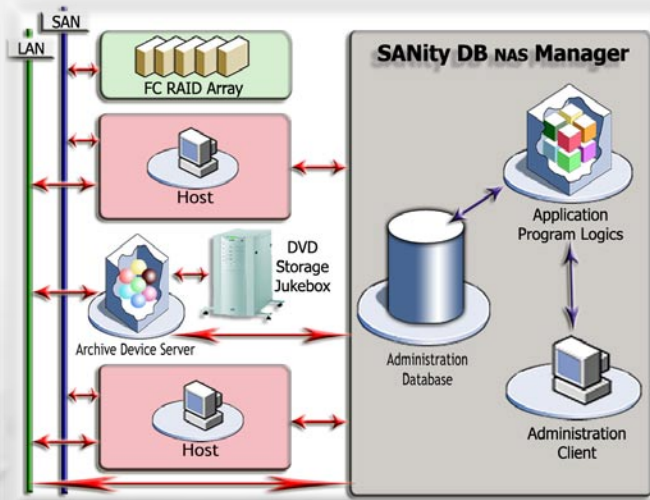 SAN
LAN
FC RAID Array
Host
DVD
Storage
Jukebox
Archive Device Server
Host
SANity DB NAS Manager
Application
Program Logics
Administration
Database
Administration
Client